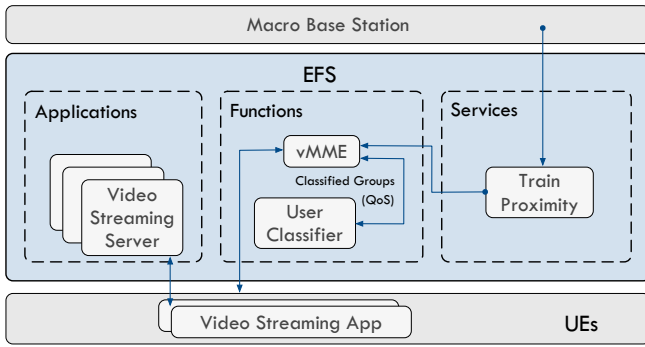 Macro Base Station
EFS
Applications
Functions
Services
vMME
Classified Groups
(QoS)
Video
Streaming
Server
User
Classifier
Train
Proximity
Video Streaming App
UEs